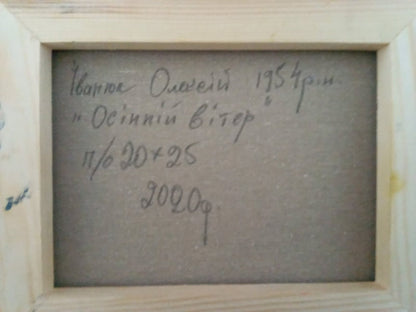 Іванюк Олексій 1954р.н.
"Осінній вітер"
п/о 20×25
2020р.